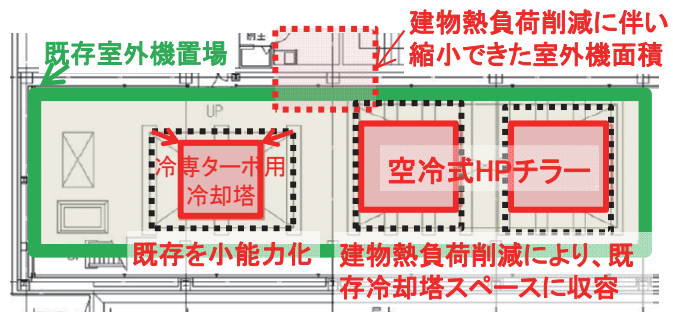 建物熱負荷削減に伴い
縮小できた室外機面積
既存室外機置場
UP
冷専ターボ用
冷却塔
空冷式HPチラー
既存を小能力化
建物熱負荷削減により、既
存冷却塔スペースに収容